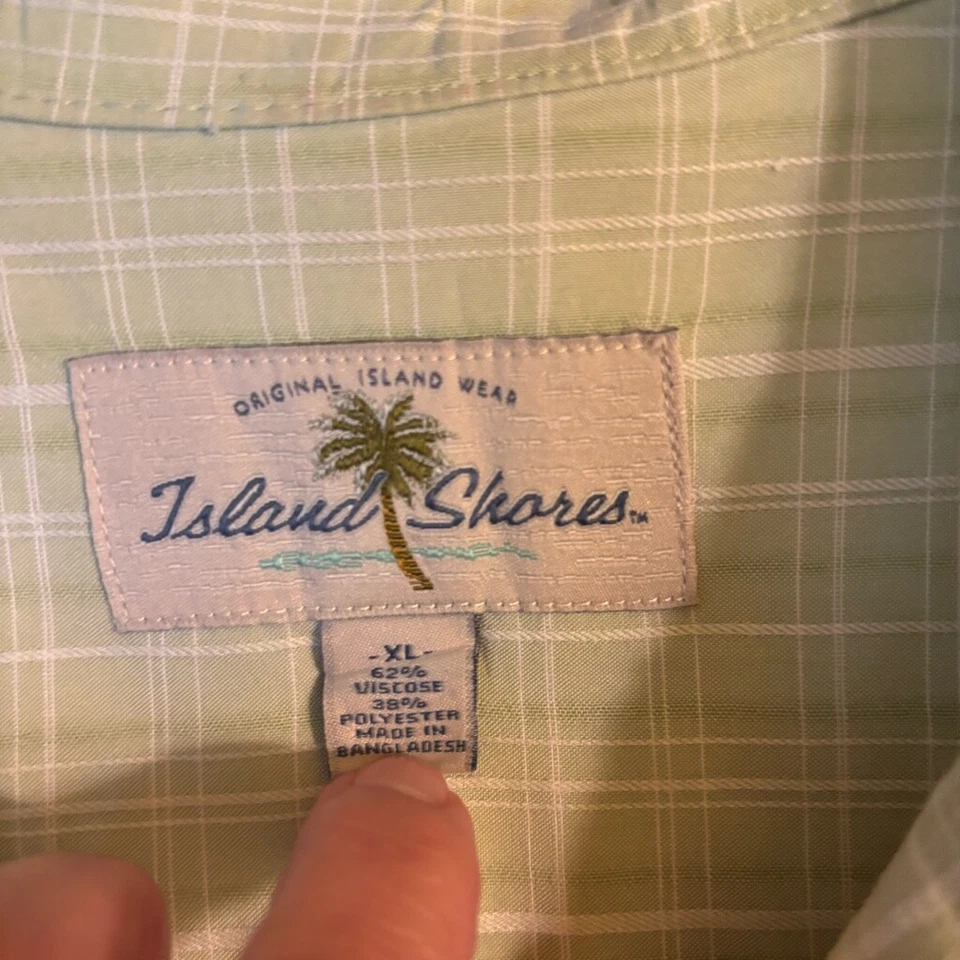 ORIGINAL ISLAND WEAR
Island Shores™
-XL-
62%
VISCOSE
38%
POLYESTER
MADE IN
BANGLADESH